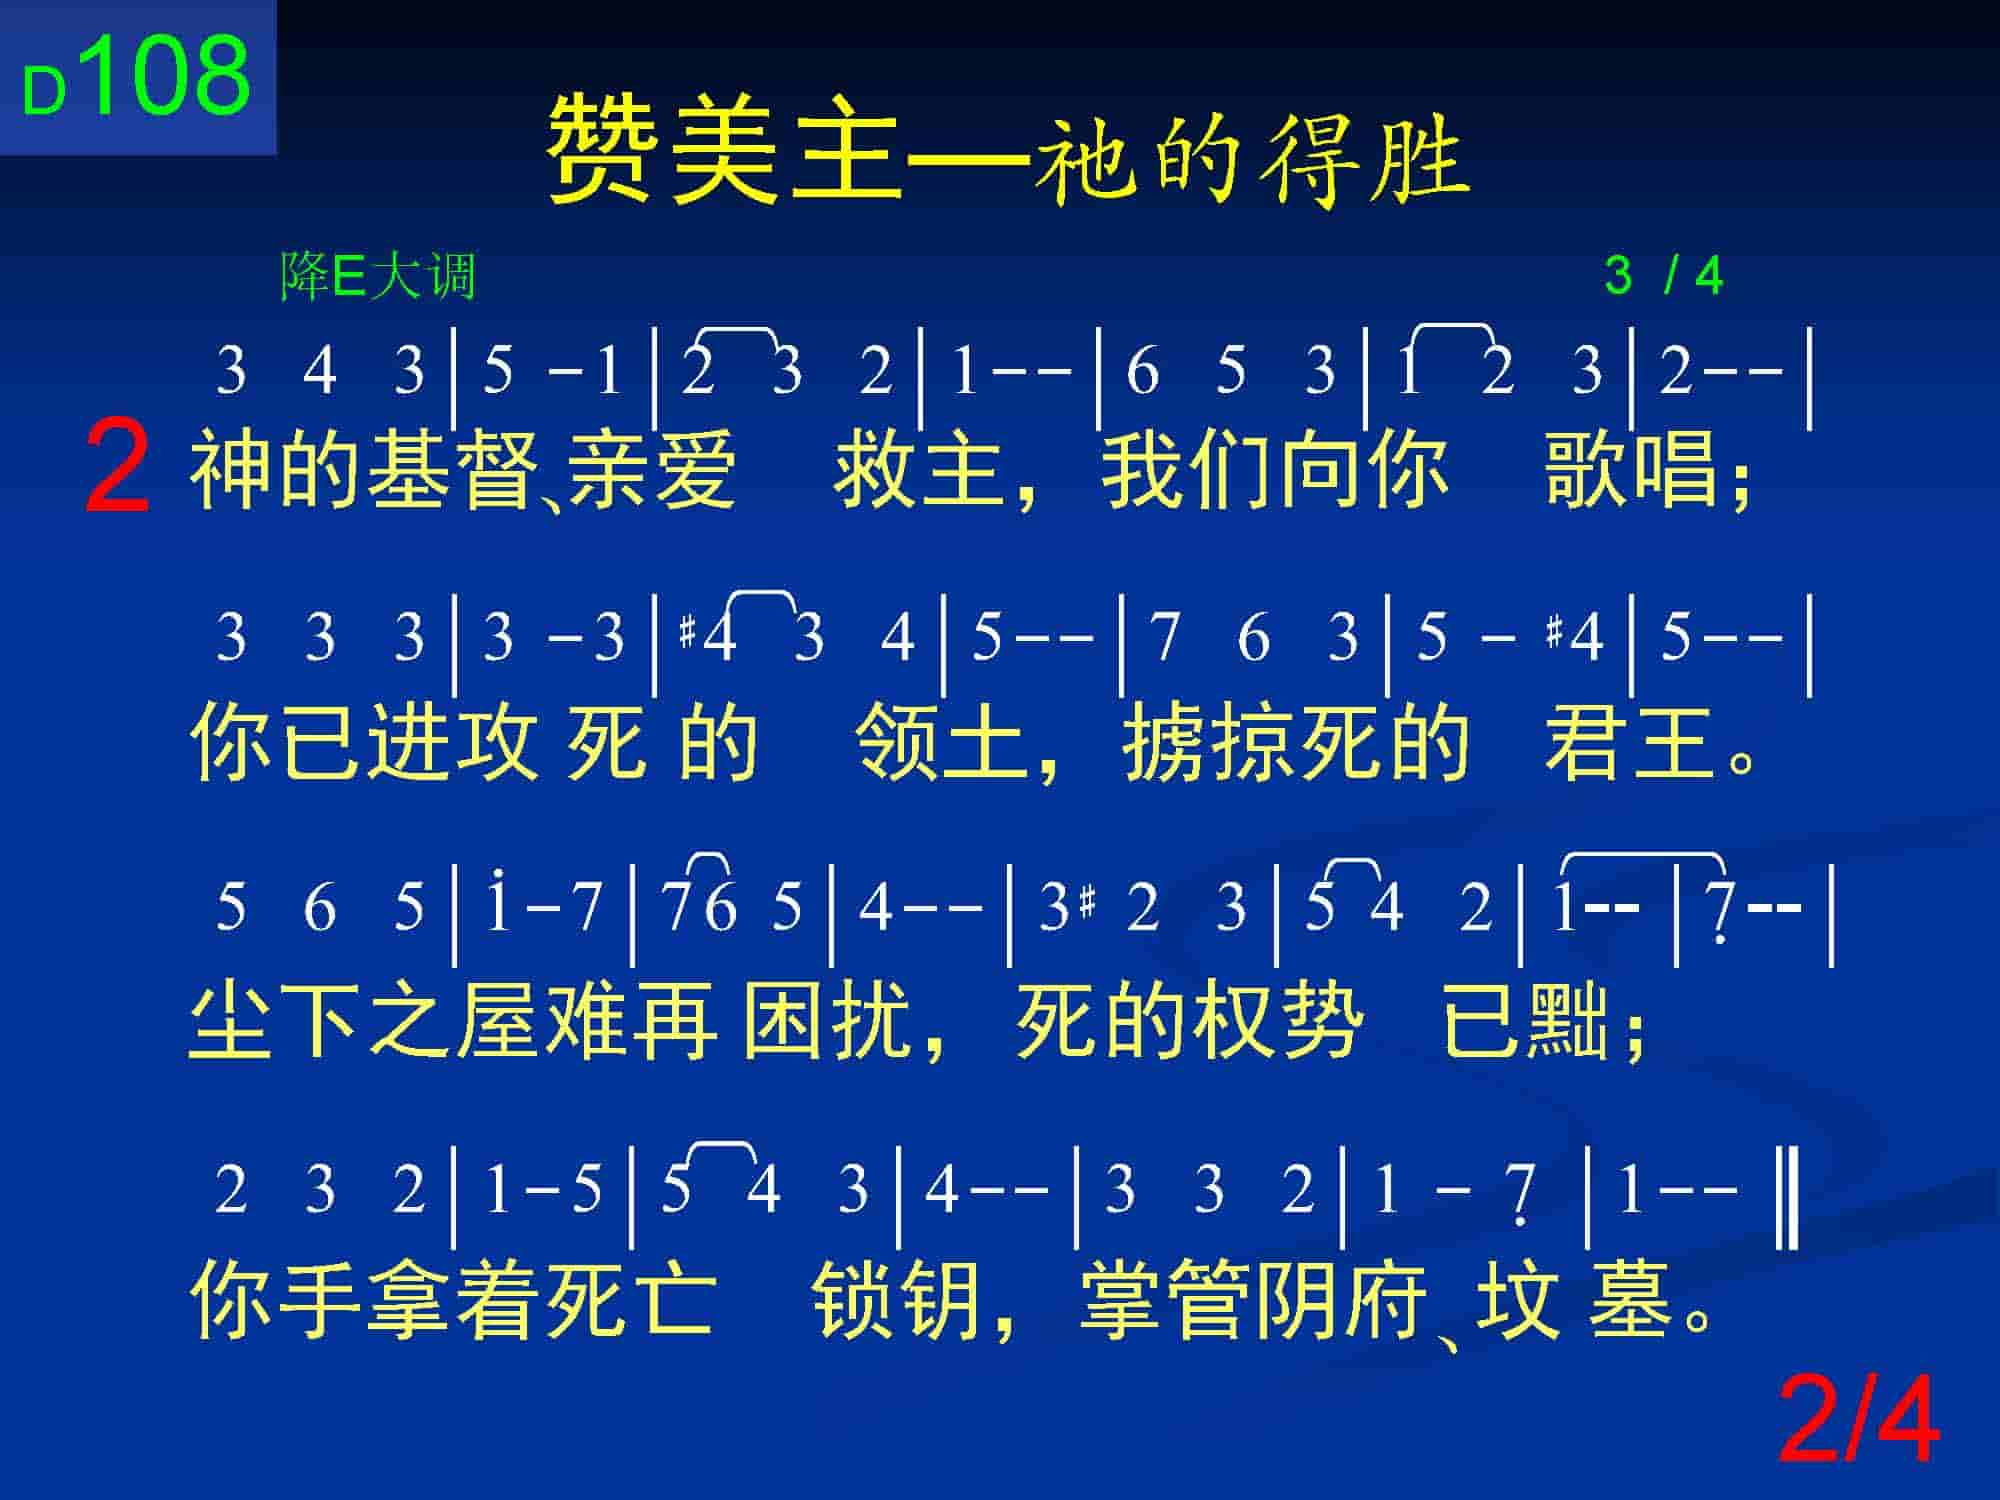 D108
赞美主—祂的得胜
降E大调 3 / 4
3 4 3 | 5 - 1 | 2 3 2 | 1 - - | 6 5 3 | 1 2 3 | 2 - - |
2 神的基督、亲爱 救主，我们向你 歌唱；
3 3 3 | 3 - 3 | #4 3 4 | 5 - - | 7 6 3 | 5 - #4 | 5 - - |
你已进攻 死 的 领土，掳掠死的 君王。
5 6 5 | i - 7 | 7 6 5 | 4 - - | 3 # 2 3 | 5 4 2 | 1 -- | 7̣ -- |
尘下之屋难再 困扰，死的权势 已黜；
2 3 2 | 1 - 5 | 5 4 3 | 4 - - | 3 3 2 | 1 - 7̣ | 1 - - ‖
你手拿着死亡 锁钥，掌管阴府、坟 墓。
2/4